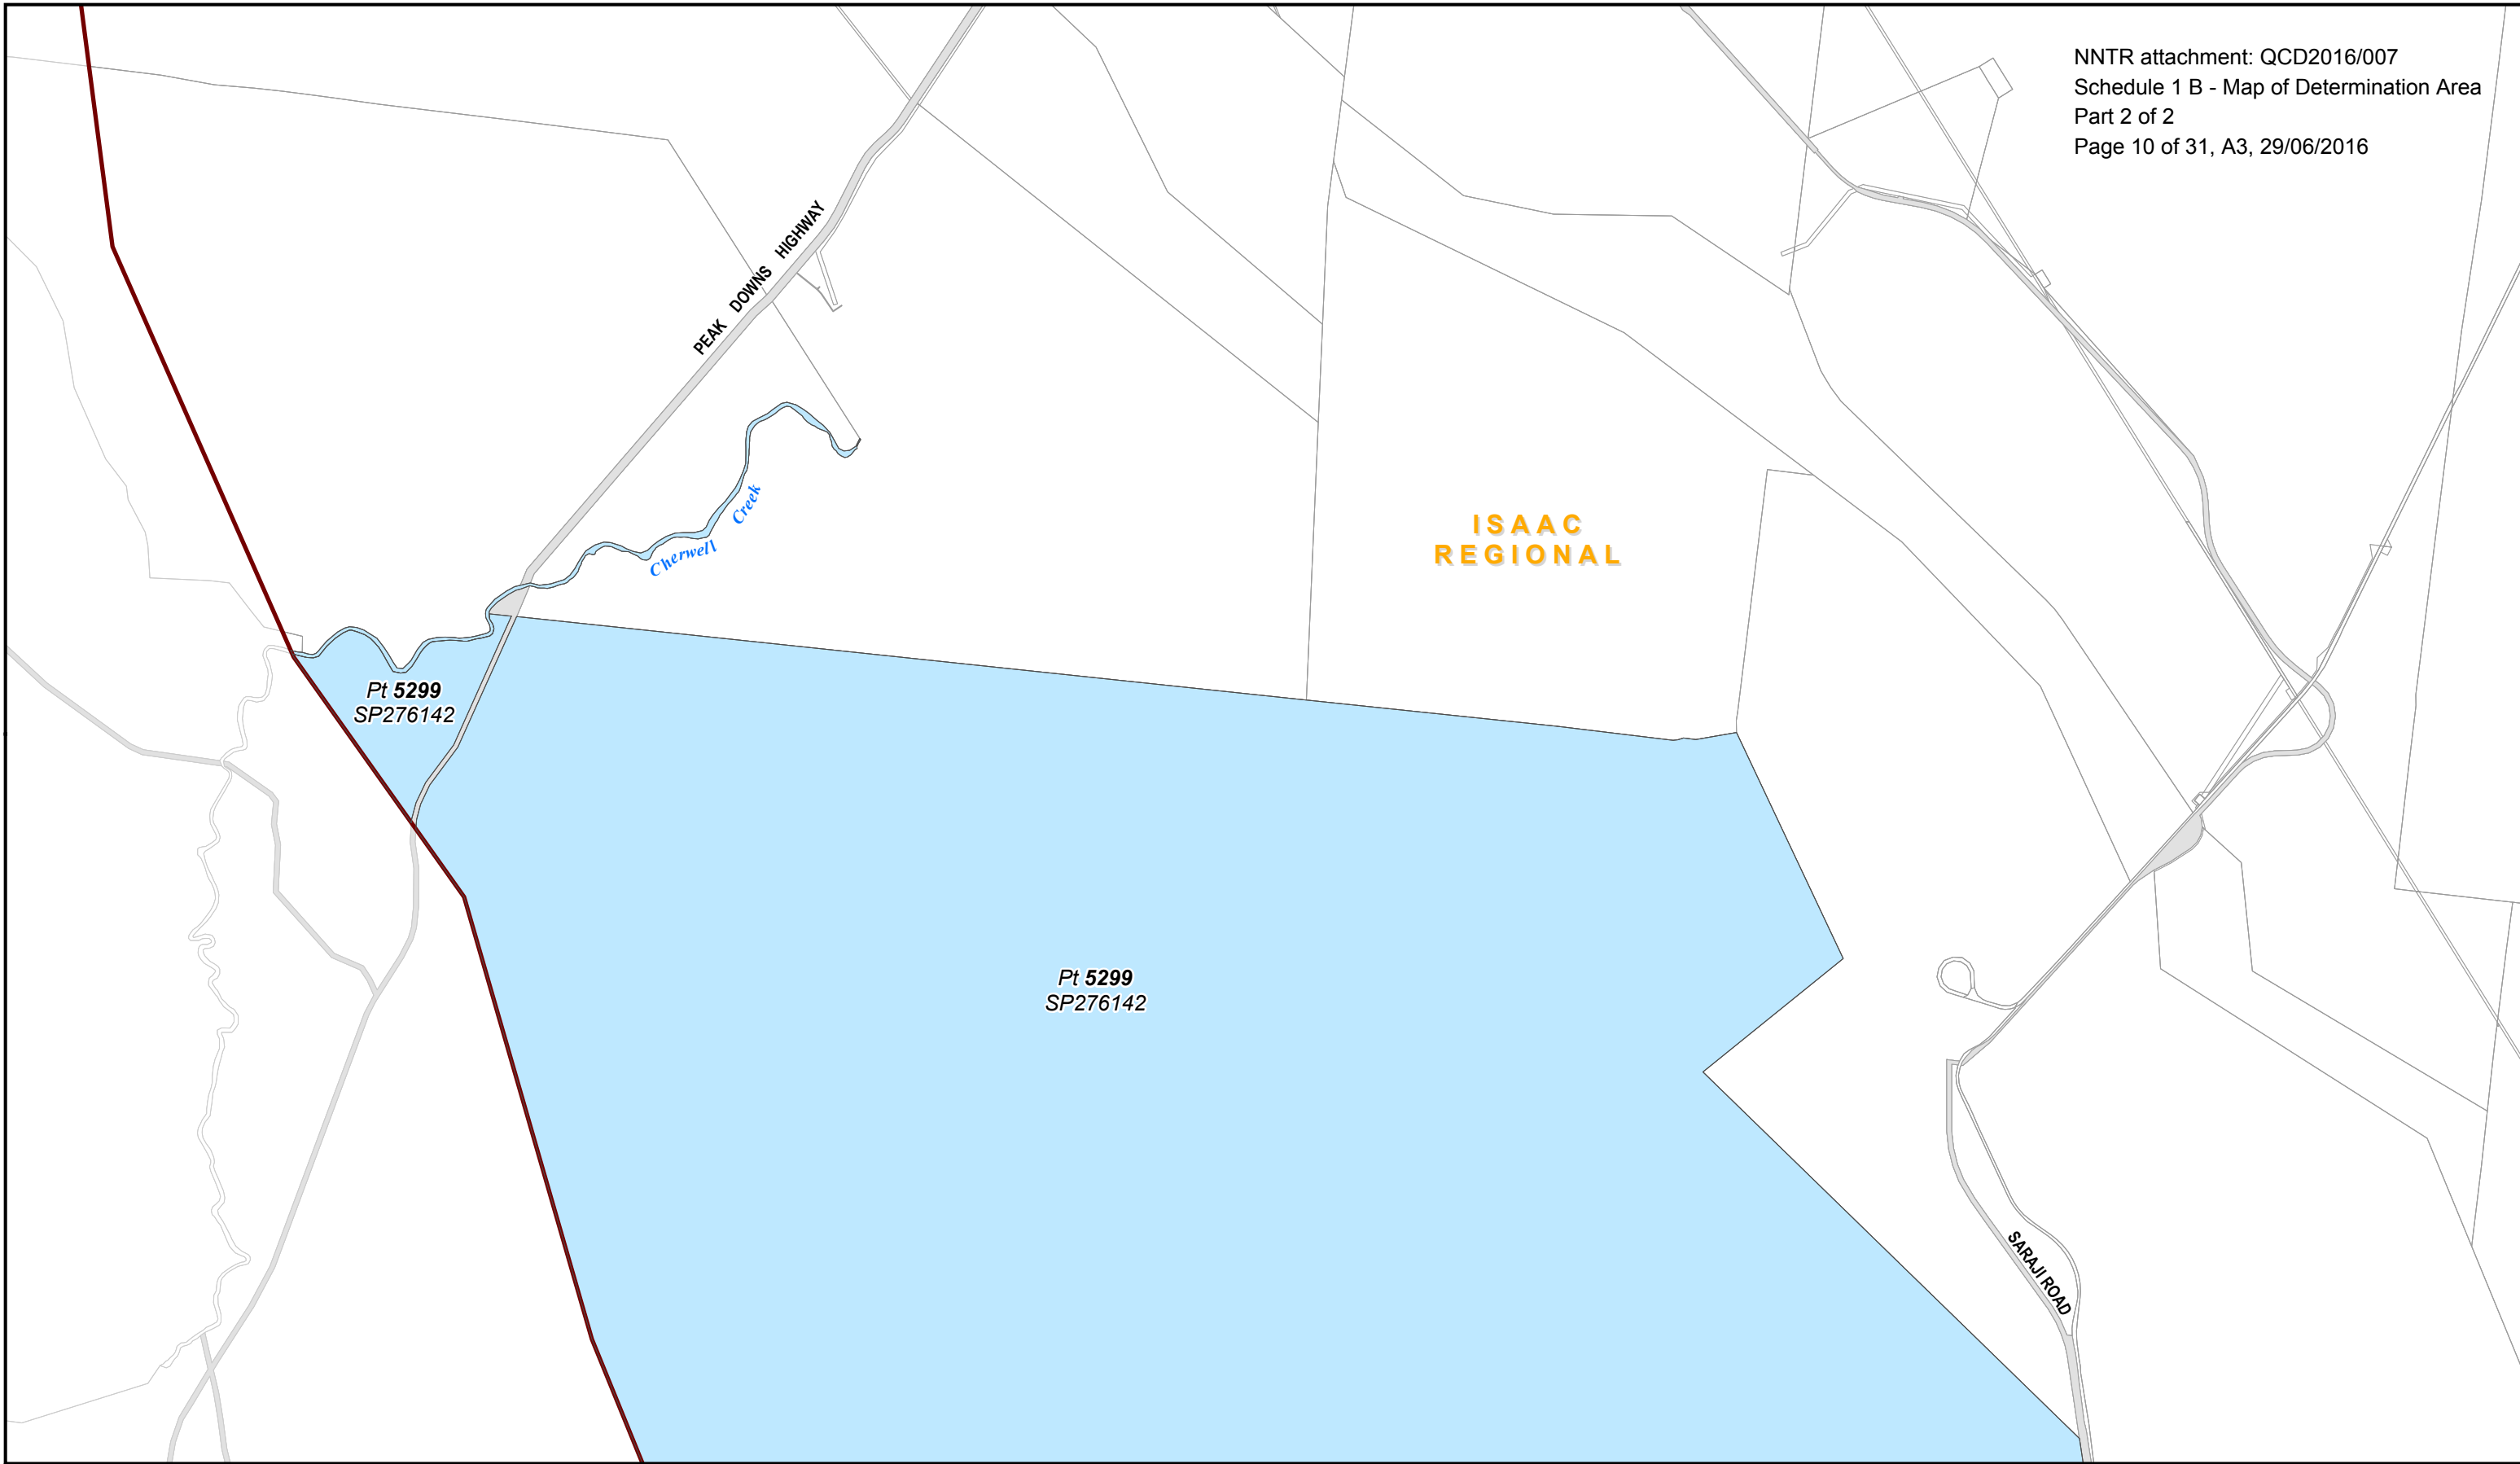 NNTR attachment: QCD2016/007
Schedule 1 B - Map of Determination Area
Part 2 of 2
Page 10 of 31, A3, 29/06/2016
PEAK DOWNS HIGHWAY
Cherwell Creek
ISAAC
REGIONAL
Pt 5299
SP276142
Pt 5299
SP276142
SARAJI ROAD